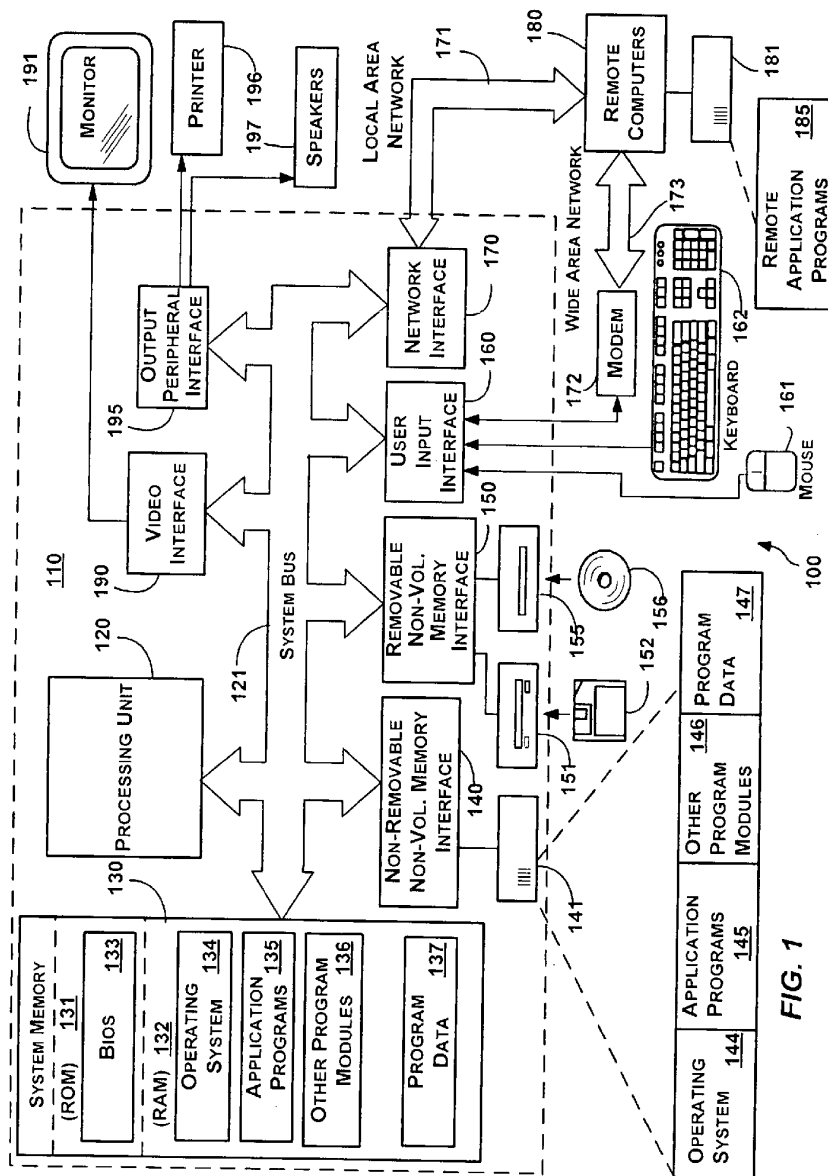 SYSTEM MEMORY
(ROM) 131
BIOS 133
(RAM) 132
OPERATING
SYSTEM 134
APPLICATION
PROGRAMS 135
OTHER PROGRAM
MODULES 136
PROGRAM
DATA 137
130
120
PROCESSING UNIT
110
190
VIDEO
INTERFACE
195
OUTPUT
PERIPHERAL
INTERFACE
191
MONITOR
PRINTER
196
197
SPEAKERS
121
SYSTEM BUS
NON-REMOVABLE
NON-VOL. MEMORY
INTERFACE
140
REMOVABLE
NON-VOL.
MEMORY
INTERFACE
150
USER
INPUT
INTERFACE
160
NETWORK
INTERFACE
170
LOCAL AREA
NETWORK
171
141
151
155
152
156
172
MODEM
WIDE AREA NETWORK
173
180
REMOTE
COMPUTERS
181
KEYBOARD
162
161
MOUSE
REMOTE
APPLICATION
PROGRAMS 185
100
OPERATING
SYSTEM 144
APPLICATION
PROGRAMS 145
OTHER 146
PROGRAM
MODULES
PROGRAM
DATA 147
FIG. 1